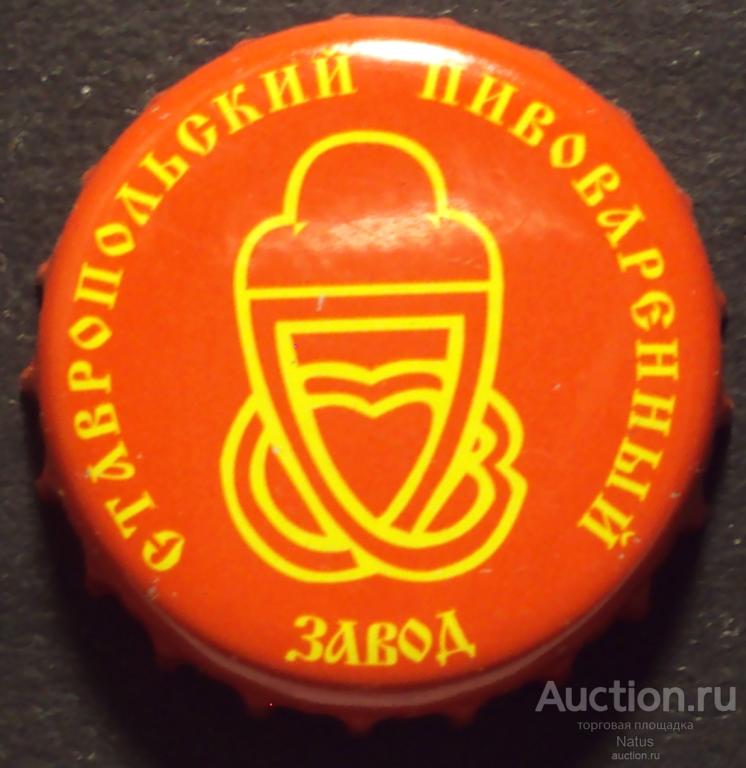 СТАВРОПОЛЬСКИЙ ПИВОВАРЕННЫЙ
ЗАВОД
Auction.ru
торговая площадка
Natus
auction.ru